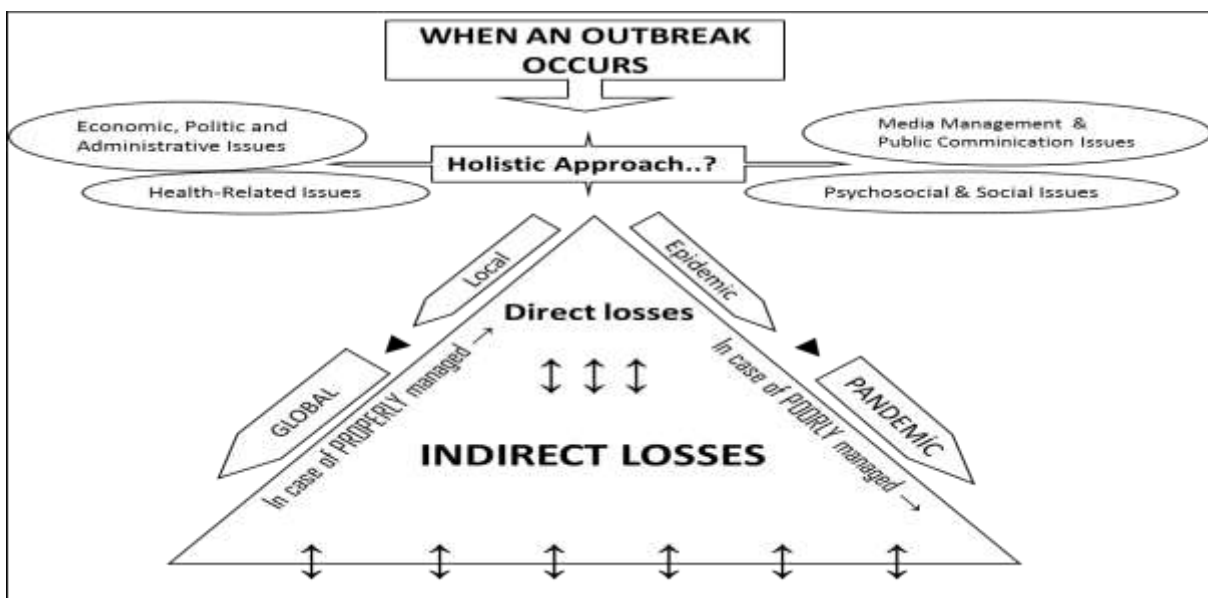 WHEN AN OUTBREAK
OCCURS
Economic, Politic and
Administrative Issues
Media Management &
Public Comminication Issues
Holistic Approach..?
Health-Related Issues
Psychosocial & Social Issues
Local
Epidemic
Direct losses
GLOBAL
In case of PROPERLY managed →
In case of POORLY managed →
PANDEMİC
INDIRECT LOSSES